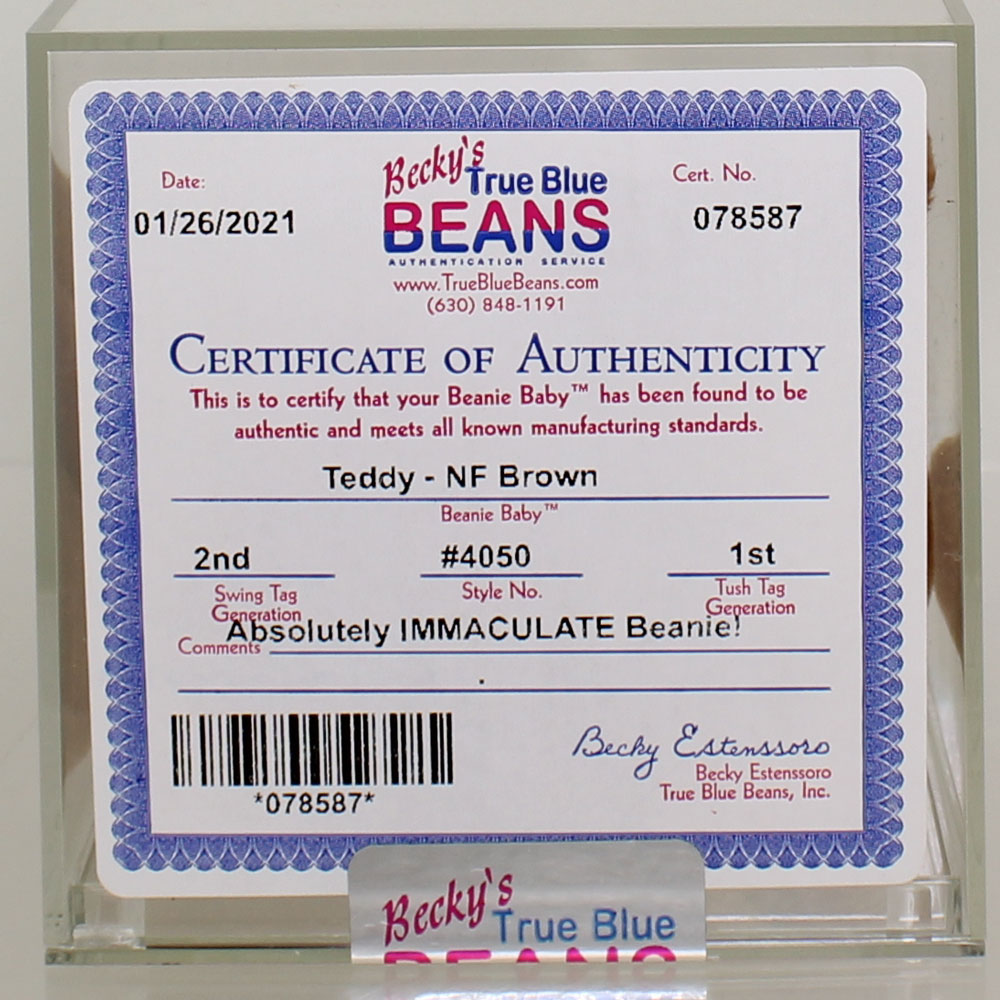 Becky's
True Blue
BEANS
AUTHENTICATION SERVICE
www.TrueBlueBeans.com
(630) 848-1191
Date:
01/26/2021
Cert. No.
078587
CERTIFICATE OF AUTHENTICITY
This is to certify that your Beanie Baby™ has been found to be
authentic and meets all known manufacturing standards.
Teddy - NF Brown
Beanie Baby™
2nd #4050 1st
Swing Tag Generation
Style No.
Tush Tag Generation
Absolutely IMMACULATE Beanie!
Comments
.
*078587*
Becky Estenssoro
Becky Estenssoro
True Blue Beans, Inc.
Becky's
True Blue
BEANS